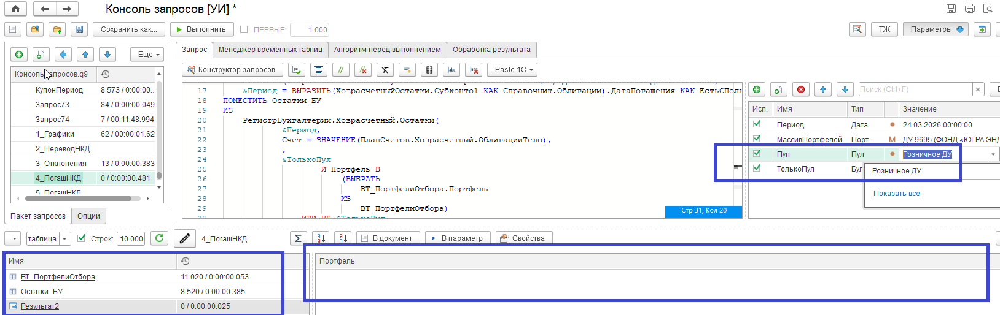 Консоль запросов [УИ] *
Сохранить как...
Выполнить
ПЕРВЫЕ:
1 000
ТЖ
Параметры
Еще
Консоль запросов.q9
КупонПериод 8 573 / 0:00:00..
Запрос73 84 / 0:00:00.049
Запрос74 7 / 00:11:48.994
1_Графики 62 / 00:00:01.62
2_ПереводНКД
3_Отклонения 13 / 0:00:00.383
4_ПогашНКД 0 / 0:00:00.481
5_ПогашНКД
Пакет запросов
Опции
Запрос
Менеджер временных таблиц
Алгоритм перед выполнением
Обработка результата
Конструктор запросов
Paste 1C
17 &Период = ВЫРАЗИТЬ(ХозрасчетныйОстатки.Субконто1 КАК Справочник.Облигации).ДатаПогашения КАК ЕстьСПоль
18 ПОМЕСТИТЬ Остатки_БУ
19 ИЗ
20 РегистрБухгалтерии.Хозрасчетный.Остатки(
21 &Период,
22 Счет = ЗНАЧЕНИЕ(ПланСчетов.Хозрасчетный.ОблигацииТело),
23 ,
24 &ТолькоПул
25 И Портфель В
26 (ВЫБРАТЬ
27 ВТ_ПортфелиОтбора.Портфель
28 ИЗ
29 ВТ_ПортфелиОтбора)
30 ИЛИ НЕ &ТолькоПул
Стр 31, Кол 20
Поиск (Ctrl+F)
×
Исп. Имя Тип Значение
Период Дата 24.03.2026 00:00:00
МассивПортфелей Порт... М ДУ 9695 (ФОНД «ЮГРА ЭНД
Пул Пул Розничное ДУ
ТолькоПул Бул
Розничное ДУ
Показать все
таблица
Строк:
10 000
4_ПогашНКД
Σ
В документ
В параметр
Свойства
Имя
ВТ_ПортфелиОтбора 11 020 / 0:00:00.053
Остатки_БУ 8 520 / 0:00:00.385
Результат2 0 / 0:00:00.025
Портфель